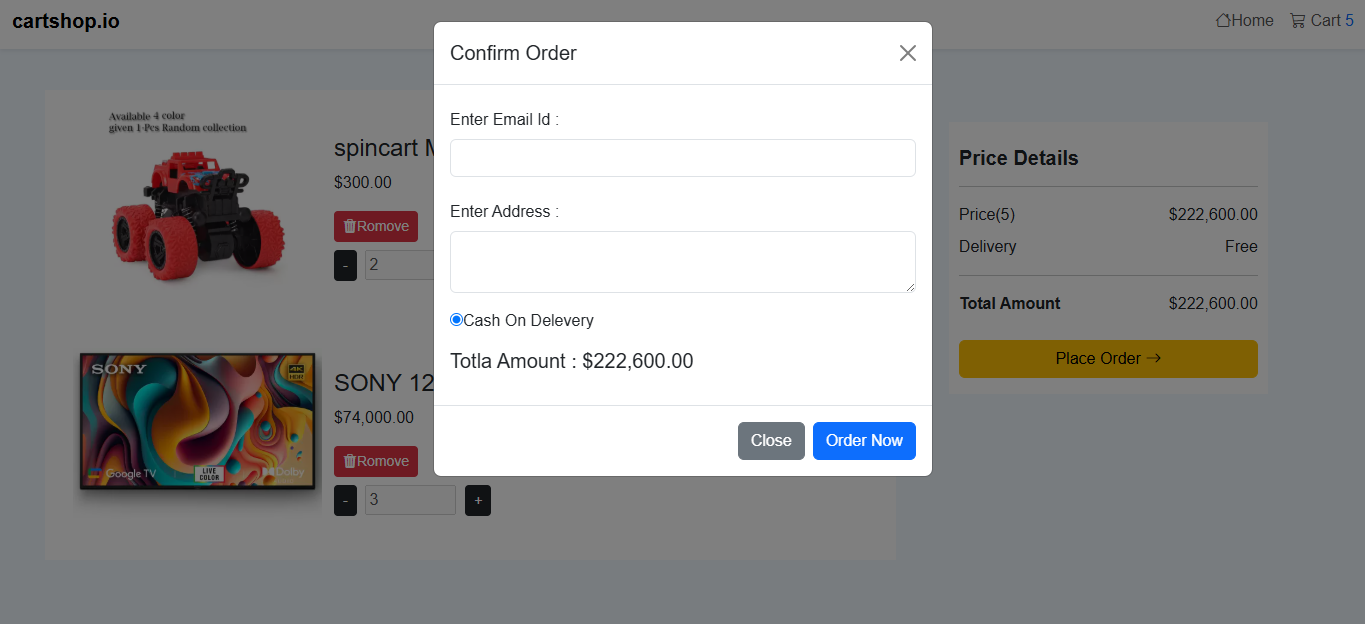 cartshop.io
Home
Cart 5
Confirm Order
Enter Email Id :
Enter Address :
Cash On Delevery
Totla Amount : $222,600.00
Close
Order Now
Available 4 color
given 1-Pcs Random collection
spincart
$300.00
Romove
-
2
SONY
4K
HDR
Google TV
LIVE
COLOR
Dolby
SONY 12
$74,000.00
Romove
-
3
+
Price Details
Price(5) $222,600.00
Delivery Free
Total Amount $222,600.00
Place Order →